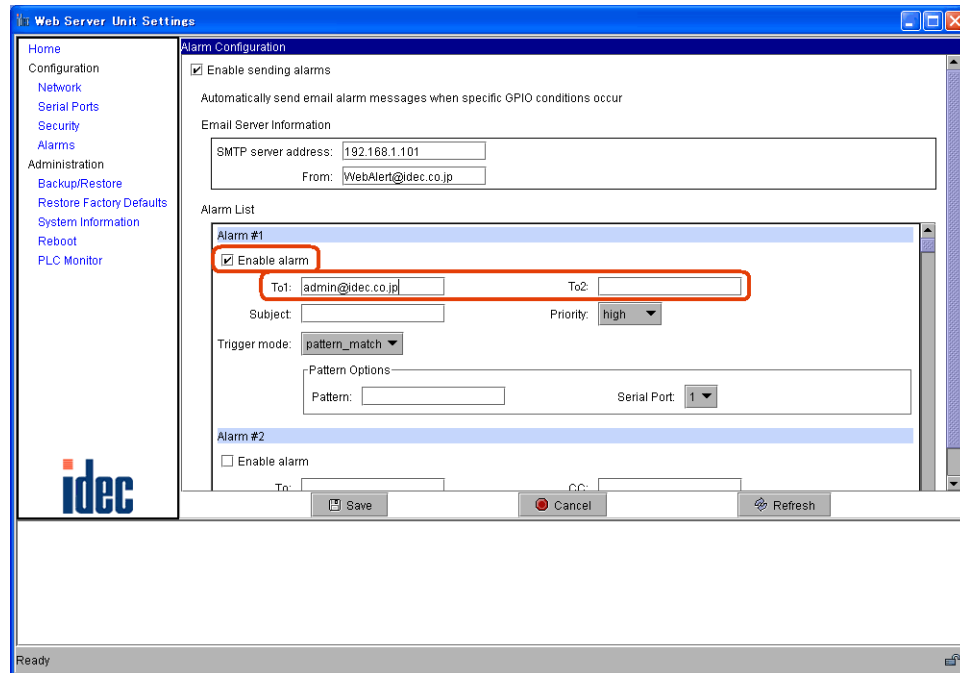 Web Server Unit Settings
Home
Configuration
Network
Serial Ports
Security
Alarms
Administration
Backup/Restore
Restore Factory Defaults
System Information
Reboot
PLC Monitor
idec
Alarm Configuration
Enable sending alarms
Automatically send email alarm messages when specific GPIO conditions occur
Email Server Information
SMTP server address: 192.168.1.101
From: WebAlert@idec.co.jp
Alarm List
Alarm #1
Enable alarm
To1: admin@idec.co.jp To2:
Subject: Priority: high
Trigger mode: pattern_match
Pattern Options
Pattern: Serial Port: 1
Alarm #2
Enable alarm
To: CC:
Save Cancel Refresh
Ready